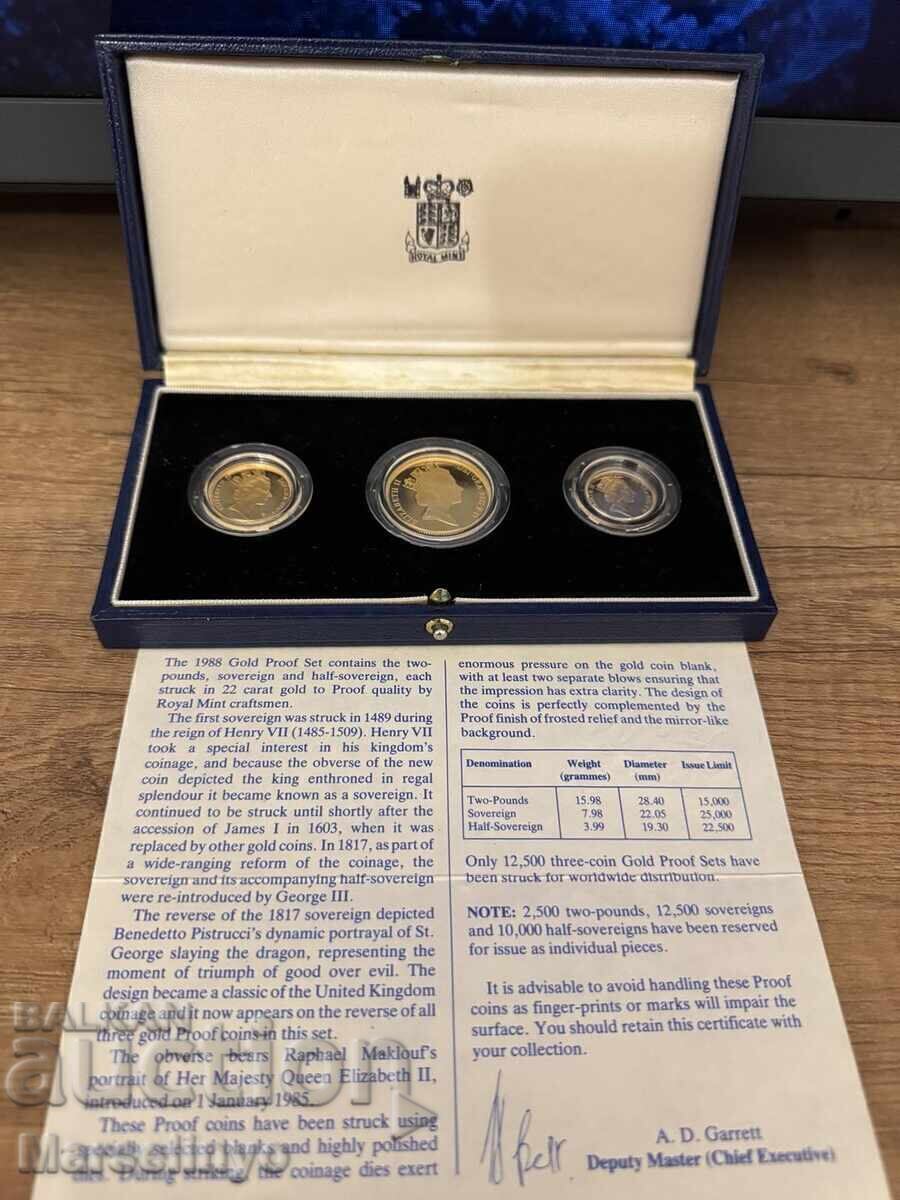 ROYAL MINT
ELIZABETH II
The 1988 Gold Proof Set contains the two-
pounds, sovereign and half-sovereign, each
struck in 22 carat gold to Proof quality by
Royal Mint craftsmen.
The first sovereign was struck in 1489 during
the reign of Henry VII (1485-1509). Henry VII
took a special interest in his kingdom's
coinage, and because the obverse of the new
coin depicted the king enthroned in regal
splendour it became known as a sovereign. It
continued to be struck until shortly after the
accession of James I in 1603, when it was
replaced by other gold coins. In 1817, as part of
a wide-ranging reform of the coinage, the
sovereign and its accompanying half-sovereign
were re-introduced by George III.
The reverse of the 1817 sovereign depicted
Benedetto Pistrucci's dynamic portrayal of St.
George slaying the dragon, representing the
moment of triumph of good over evil. The
design became a classic of the United Kingdom
coinage and it now appears on the reverse of all
three gold Proof coins in this set.
The obverse bears Raphael Maklouf's
portrait of Her Majesty Queen Elizabeth II,
introduced on 1 January 1985.
These Proof coins have been struck using
specially selected blanks and highly polished
dies. During striking, the coinage dies exert
enormous pressure on the gold coin blank,
with at least two separate blows ensuring that
the impression has extra clarity. The design of
the coins is perfectly complemented by the
Proof finish of frosted relief and the mirror-like
background.
Denomination Weight (grammes) Diameter (mm) Issue Limit
Two-Pounds 15.98 28.40 15,000
Sovereign 7.98 22.05 25,000
Half-Sovereign 3.99 19.30 22,500
Only 12,500 three-coin Gold Proof Sets have
been struck for worldwide distribution.
NOTE: 2,500 two-pounds, 12,500 sovereigns
and 10,000 half-sovereigns have been reserved
for issue as individual pieces.
It is advisable to avoid handling these Proof
coins as finger-prints or marks will impair the
surface. You should retain this certificate with
your collection.
A. D. Garrett
Deputy Master (Chief Executive)
BALKAN
auction
Marselinyo